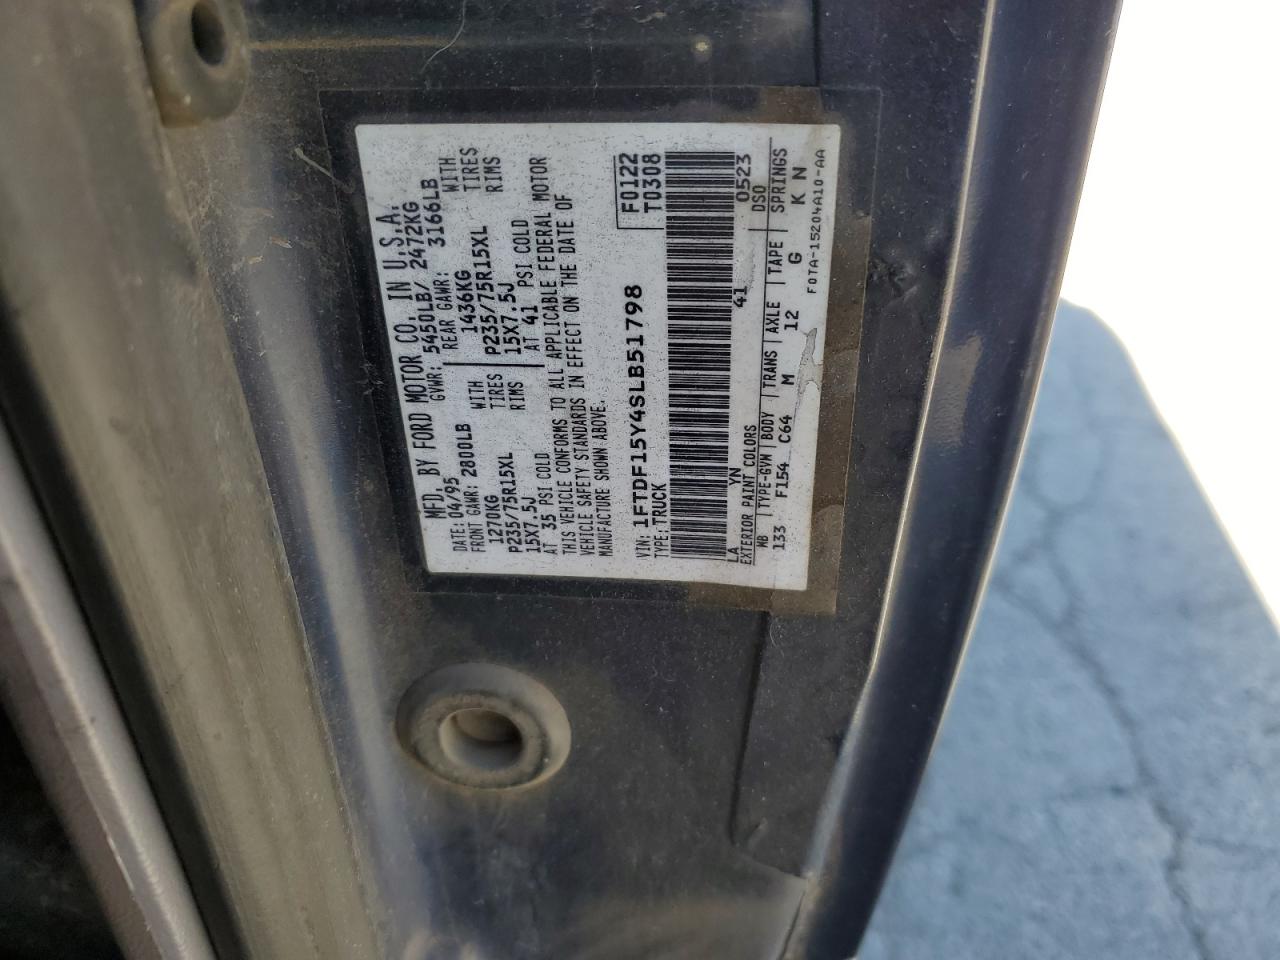 MFD. BY FORD MOTOR CO. IN U.S.A.
DATE: 04/95 GVWR: 5450LB/ 2472KG
FRONT GAWR: 2800LB REAR GAWR: 3166LB
1270KG WITH 1436KG WITH
P235/75R15XL TIRES P235/75R15XL TIRES
15X7.5J RIMS 15X7.5J RIMS
AT 35 PSI COLD AT 41 PSI COLD
THIS VEHICLE CONFORMS TO ALL APPLICABLE FEDERAL MOTOR
VEHICLE SAFETY STANDARDS IN EFFECT ON THE DATE OF
MANUFACTURE SHOWN ABOVE.
F0122
VIN: 1FTDF15Y4SLB51798 T0308
TYPE: TRUCK
LA YN 41 0523
EXTERIOR PAINT COLORS DSO
WB TYPE-GVW BODY TRANS AXLE TAPE SPRINGS
133 F154 C64 M 12 G K N
F0TA-15204A10-AA